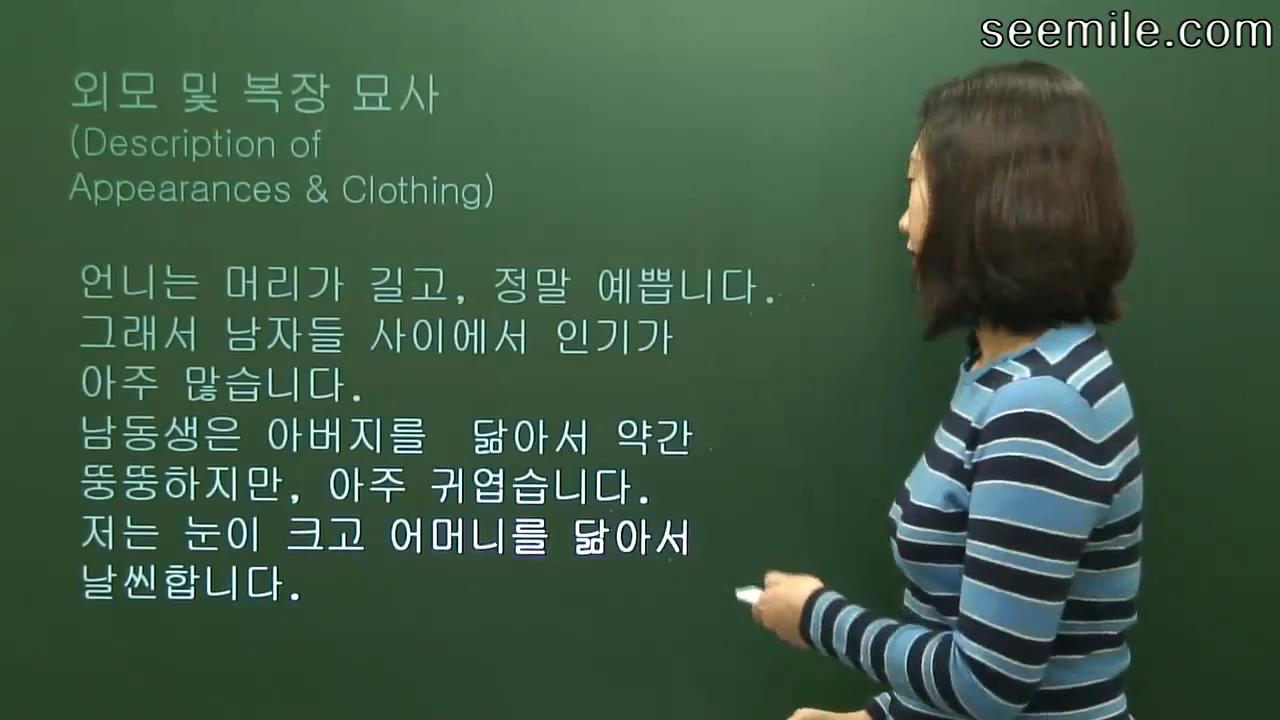 seemile.com
외모 및 복장 묘사
(Description of
Appearances & Clothing)
언니는 머리가 길고, 정말 예쁩니다.
그래서 남자들 사이에서 인기가
아주 많습니다.
남동생은 아버지를 닮아서 약간
뚱뚱하지만, 아주 귀엽습니다.
저는 눈이 크고 어머니를 닮아서
날씬합니다.